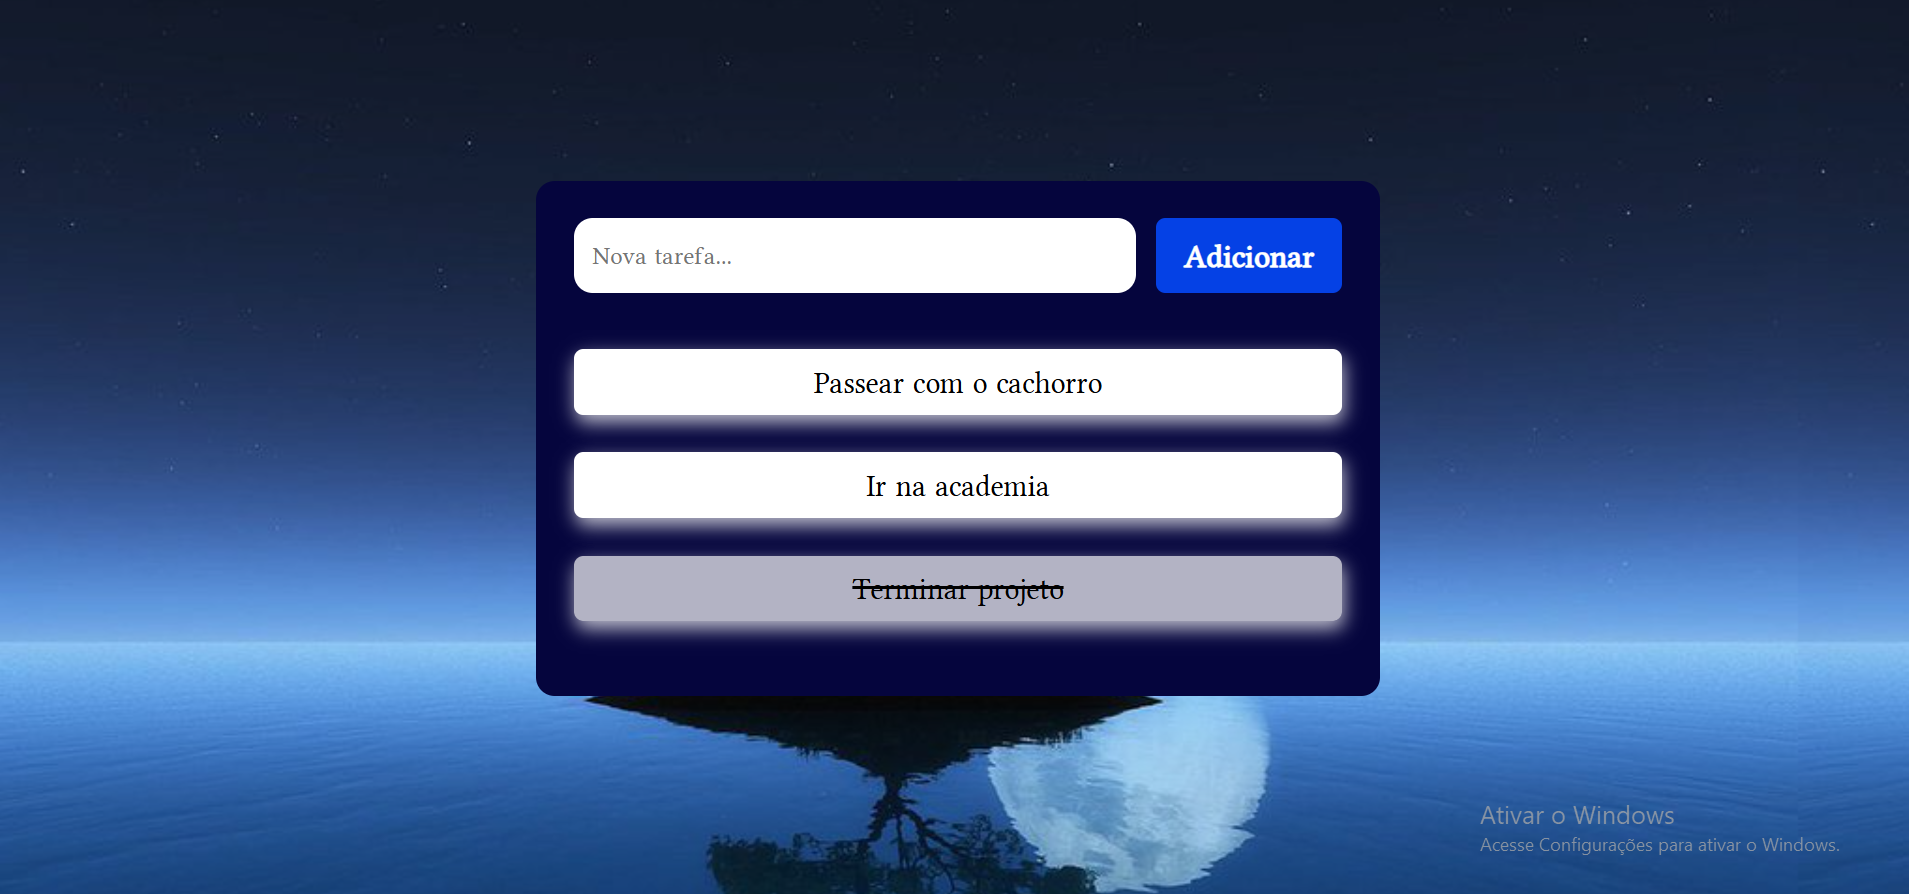 Nova tarefa...
Adicionar
Passear com o cachorro
Ir na academia
Terminar projeto
Ativar o Windows
Acesse Configurações para ativar o Windows.